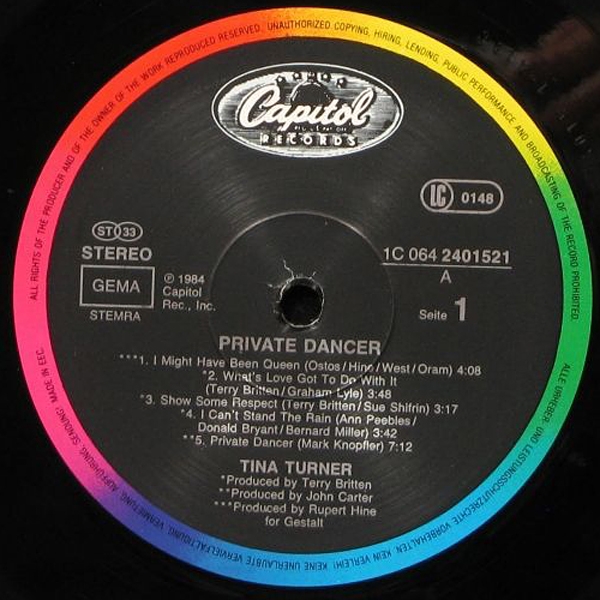 UNAUTHORIZED COPYING, HIRING, LENDING, PUBLIC PERFORMANCE AND BROADCASTING OF THE RECORD PROHIBITED.
ALL RIGHTS OF THE PRODUCER AND OF THE OWNER OF THE WORK REPRODUCED RESERVED.
Capitol
RECORDS
LC 0148
ST 33
STEREO
GEMA
STEMRA
℗ 1984
Capitol
Rec., Inc.
1C 064 2401521
A
Seite 1
PRIVATE DANCER
***1. I Might Have Been Queen (Ostos/Hine/West/Oram) 4:08
*2. What's Love Got To Do With It
(Terry Britten/Graham Lyle) 3:48
*3. Show Some Respect (Terry Britten/Sue Shifrin) 3:17
*4. I Can't Stand The Rain (Ann Peebles/
Donald Bryant/Bernard Miller) 3:42
**5. Private Dancer (Mark Knopfler) 7:12
TINA TURNER
*Produced by Terry Britten
**Produced by John Carter
***Produced by Rupert Hine
for Gestalt
ALLE URHEBER- UND LEISTUNGSSCHUTZRECHTE VORBEHALTEN. KEIN VERLEIH! KEINE UNERLAUBTE VERVIELFÄLTIGUNG, VERMIETUNG, AUFFÜHRUNG, SENDUNG! MADE IN EEC.